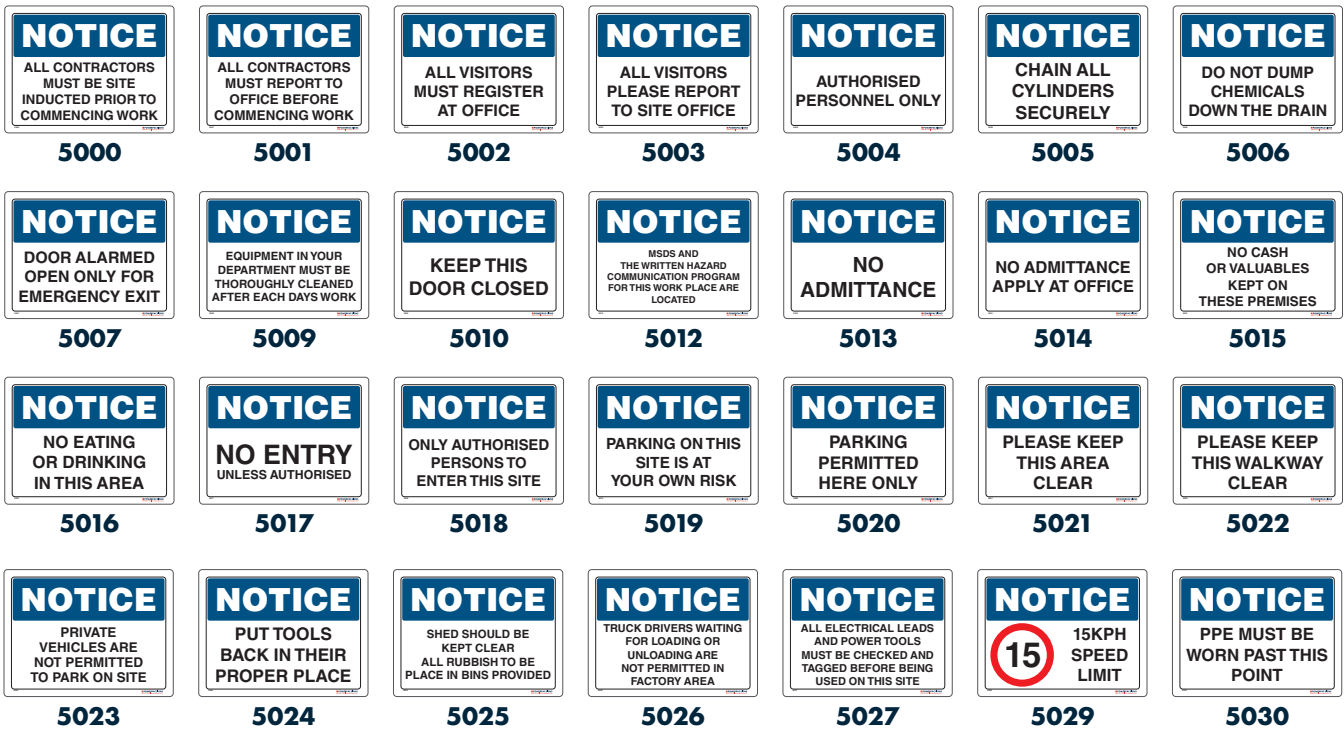 NOTICE
ALL CONTRACTORS
MUST BE SITE
INDUCTED PRIOR TO
COMMENCING WORK
5000
NOTICE
ALL CONTRACTORS
MUST REPORT TO
OFFICE BEFORE
COMMENCING WORK
5001
NOTICE
ALL VISITORS
MUST REGISTER
AT OFFICE
5002
NOTICE
ALL VISITORS
PLEASE REPORT
TO SITE OFFICE
5003
NOTICE
AUTHORISED
PERSONNEL ONLY
5004
NOTICE
CHAIN ALL
CYLINDERS
SECURELY
5005
NOTICE
DO NOT DUMP
CHEMICALS
DOWN THE DRAIN
5006
NOTICE
DOOR ALARMED
OPEN ONLY FOR
EMERGENCY EXIT
5007
NOTICE
EQUIPMENT IN YOUR
DEPARTMENT MUST BE
THOROUGHLY CLEANED
AFTER EACH DAYS WORK
5009
NOTICE
KEEP THIS
DOOR CLOSED
5010
NOTICE
MSDS AND
THE WRITTEN HAZARD
COMMUNICATION PROGRAM
FOR THIS WORK PLACE ARE
LOCATED
5012
NOTICE
NO
ADMITTANCE
5013
NOTICE
NO ADMITTANCE
APPLY AT OFFICE
5014
NOTICE
NO CASH
OR VALUABLES
KEPT ON
THESE PREMISES
5015
NOTICE
NO EATING
OR DRINKING
IN THIS AREA
5016
NOTICE
NO ENTRY
UNLESS AUTHORISED
5017
NOTICE
ONLY AUTHORISED
PERSONS TO
ENTER THIS SITE
5018
NOTICE
PARKING ON THIS
SITE IS AT
YOUR OWN RISK
5019
NOTICE
PARKING
PERMITTED
HERE ONLY
5020
NOTICE
PLEASE KEEP
THIS AREA
CLEAR
5021
NOTICE
PLEASE KEEP
THIS WALKWAY
CLEAR
5022
NOTICE
PRIVATE
VEHICLES ARE
NOT PERMITTED
TO PARK ON SITE
5023
NOTICE
PUT TOOLS
BACK IN THEIR
PROPER PLACE
5024
NOTICE
SHED SHOULD BE
KEPT CLEAR
ALL RUBBISH TO BE
PLACE IN BINS PROVIDED
5025
NOTICE
TRUCK DRIVERS WAITING
FOR LOADING OR
UNLOADING ARE
NOT PERMITTED IN
FACTORY AREA
5026
NOTICE
ALL ELECTRICAL LEADS
AND POWER TOOLS
MUST BE CHECKED AND
TAGGED BEFORE BEING
USED ON THIS SITE
5027
NOTICE
15
15KPH
SPEED
LIMIT
5029
NOTICE
PPE MUST BE
WORN PAST THIS
POINT
5030